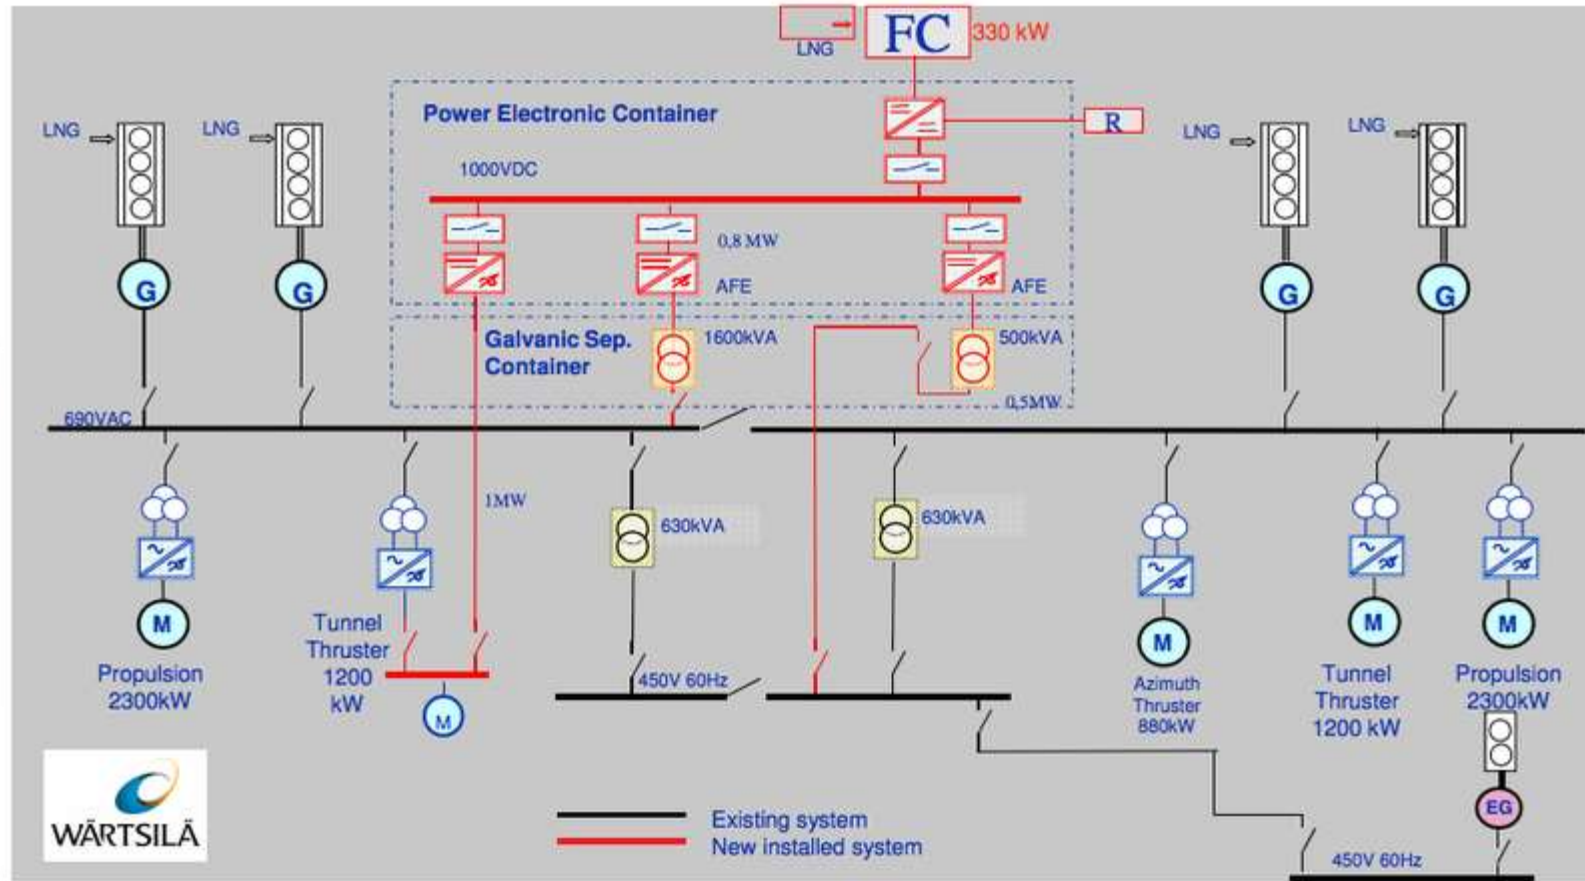 LNG
FC
330 kW
Power Electronic Container
LNG
LNG
R
LNG
LNG
1000VDC
0,8 MW
G
G
AFE
AFE
G
G
Galvanic Sep.
Container
1600kVA
500kVA
0,5MW
690VAC
1MW
630kVA
630kVA
M
Propulsion
2300kW
Tunnel
Thruster
1200
kW
M
450V 60Hz
M
Azimuth
Thruster
880kW
M
Tunnel
Thruster
1200 kW
M
Propulsion
2300kW
EG
WÄRTSILÄ
Existing system
New installed system
450V 60Hz